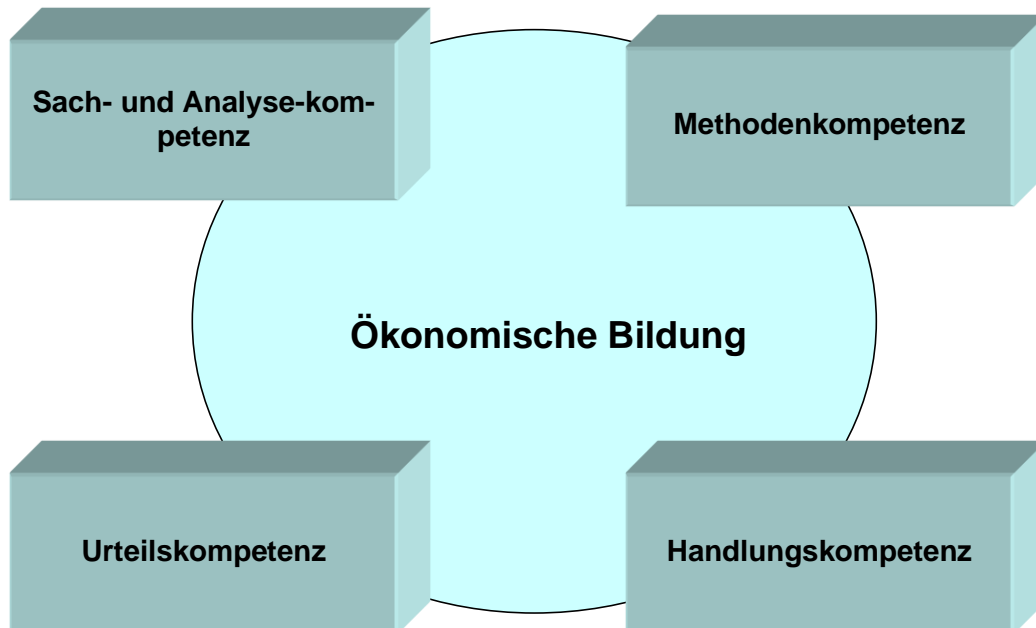 Sach- und Analyse-kom-
petenz
Methodenkompetenz
Ökonomische Bildung
Urteilskompetenz
Handlungskompetenz